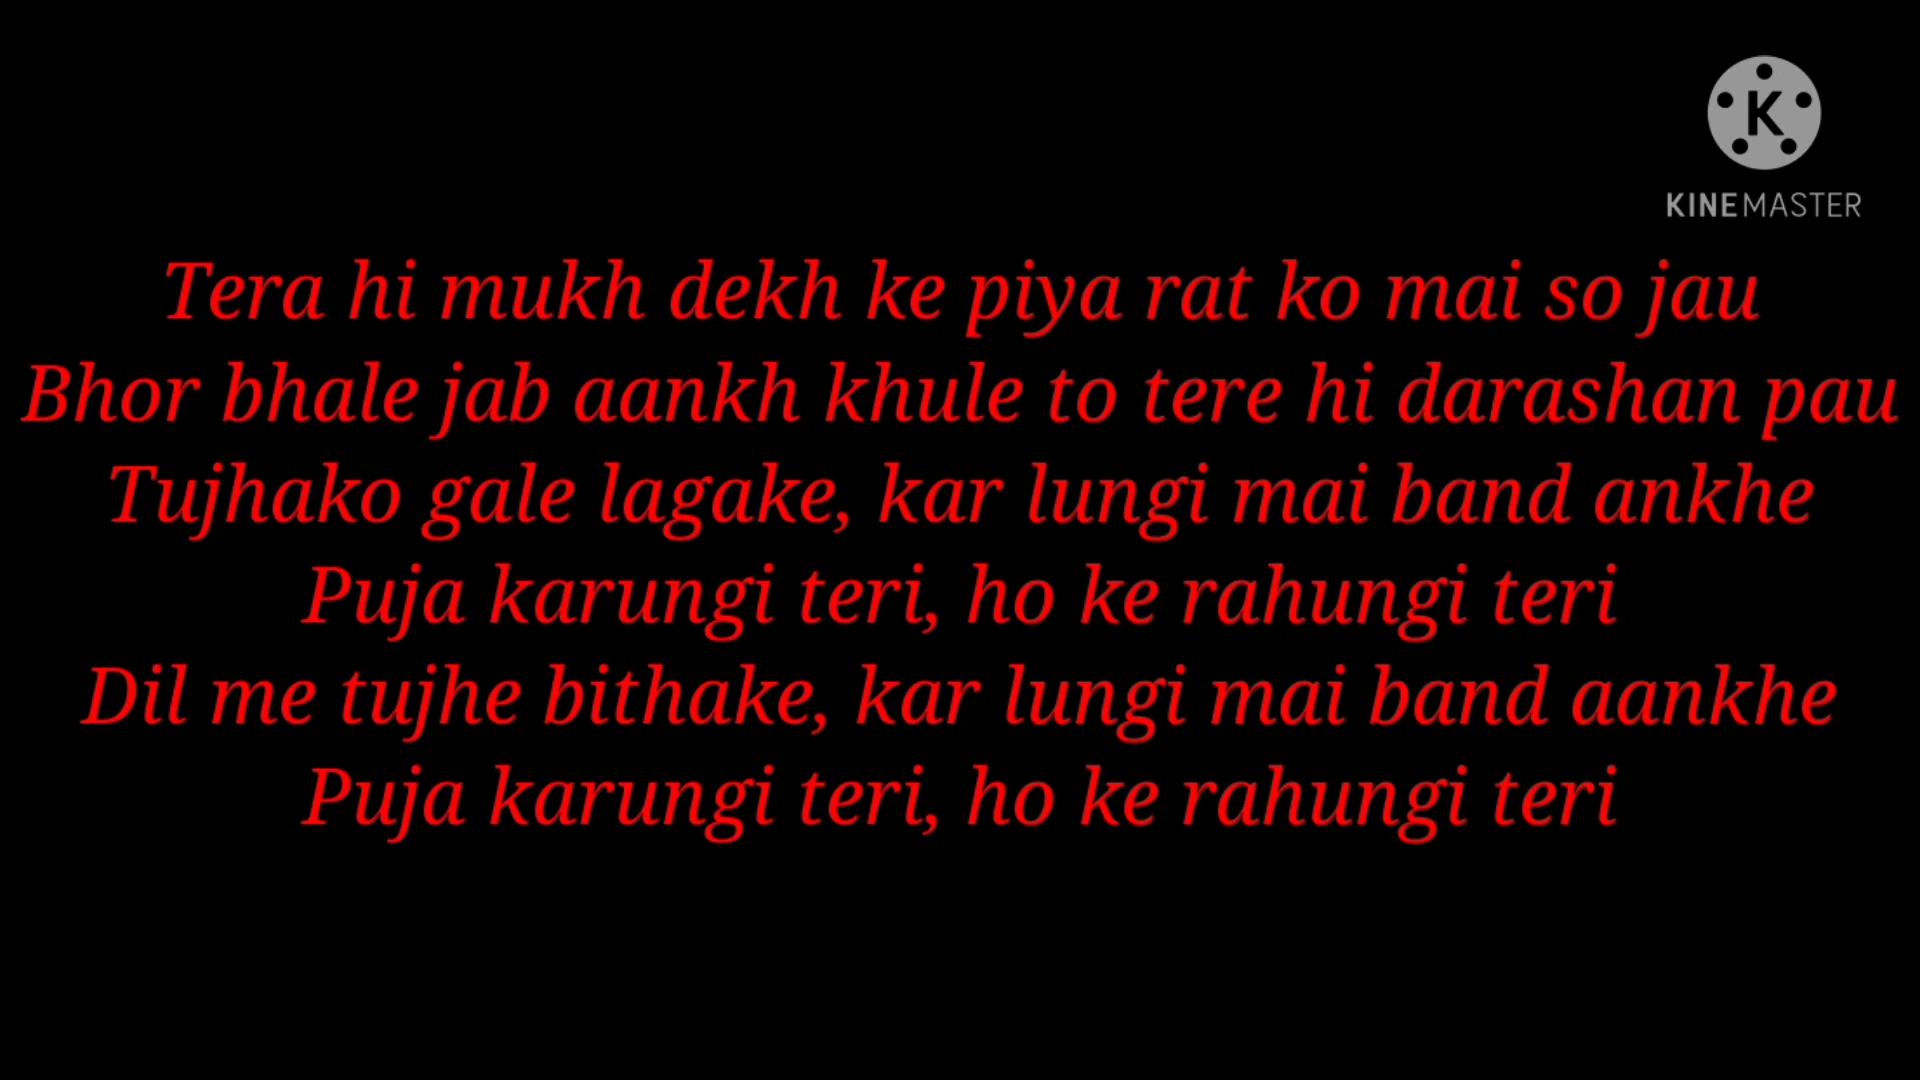 K
KINEMASTER
Tera hi mukh dekh ke piya rat ko mai so jau
Bhor bhale jab aankh khule to tere hi darashan pau
Tujhako gale lagake, kar lungi mai band ankhe
Puja karungi teri, ho ke rahungi teri
Dil me tujhe bithake, kar lungi mai band aankhe
Puja karungi teri, ho ke rahungi teri